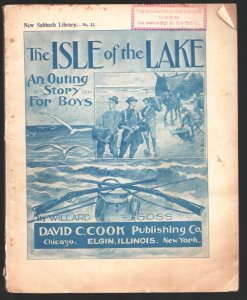 New Sabbath Library.—No. 31.
The ISLE of the LAKE
An Outing
Story
For Boys
By WILLARD GOSS
DAVID C. COOK Publishing Co.
Chicago. ELGIN, ILLINOIS. New York.